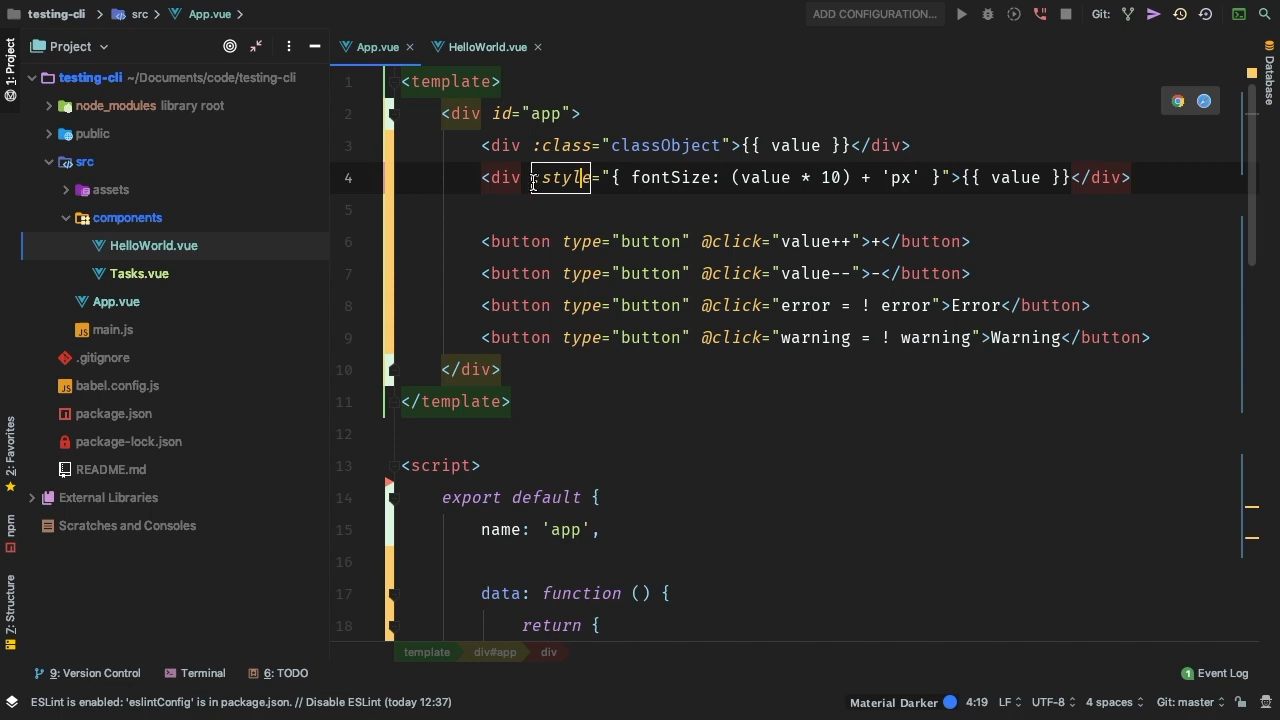 testing-cli
src
App.vue
ADD CONFIGURATION...
Git:
1: Project
Project
App.vue
HelloWorld.vue
Database
testing-cli ~/Documents/code/testing-cli
node_modules library root
public
src
assets
components
HelloWorld.vue
Tasks.vue
App.vue
main.js
.gitignore
babel.config.js
package.json
package-lock.json
README.md
External Libraries
Scratches and Consoles
2: Favorites
npm
7: Structure
1 <template>
2 <div id="app">
3 <div :class="classObject">{{ value }}</div>
4 <div :style="{ fontSize: (value * 10) + 'px' }">{{ value }}</div>
5
6 <button type="button" @click="value++">+</button>
7 <button type="button" @click="value--">-</button>
8 <button type="button" @click="error = ! error">Error</button>
9 <button type="button" @click="warning = ! warning">Warning</button>
10 </div>
11 </template>
12
13 <script>
14 export default {
15 name: 'app',
16
17 data: function () {
18 return {
template div#app div
9: Version Control
Terminal
6: TODO
1 Event Log
ESLint is enabled: 'eslintConfig' is in package.json. // Disable ESLint (today 12:37)
Material Darker
4:19
LF
UTF-8
4 spaces
Git: master